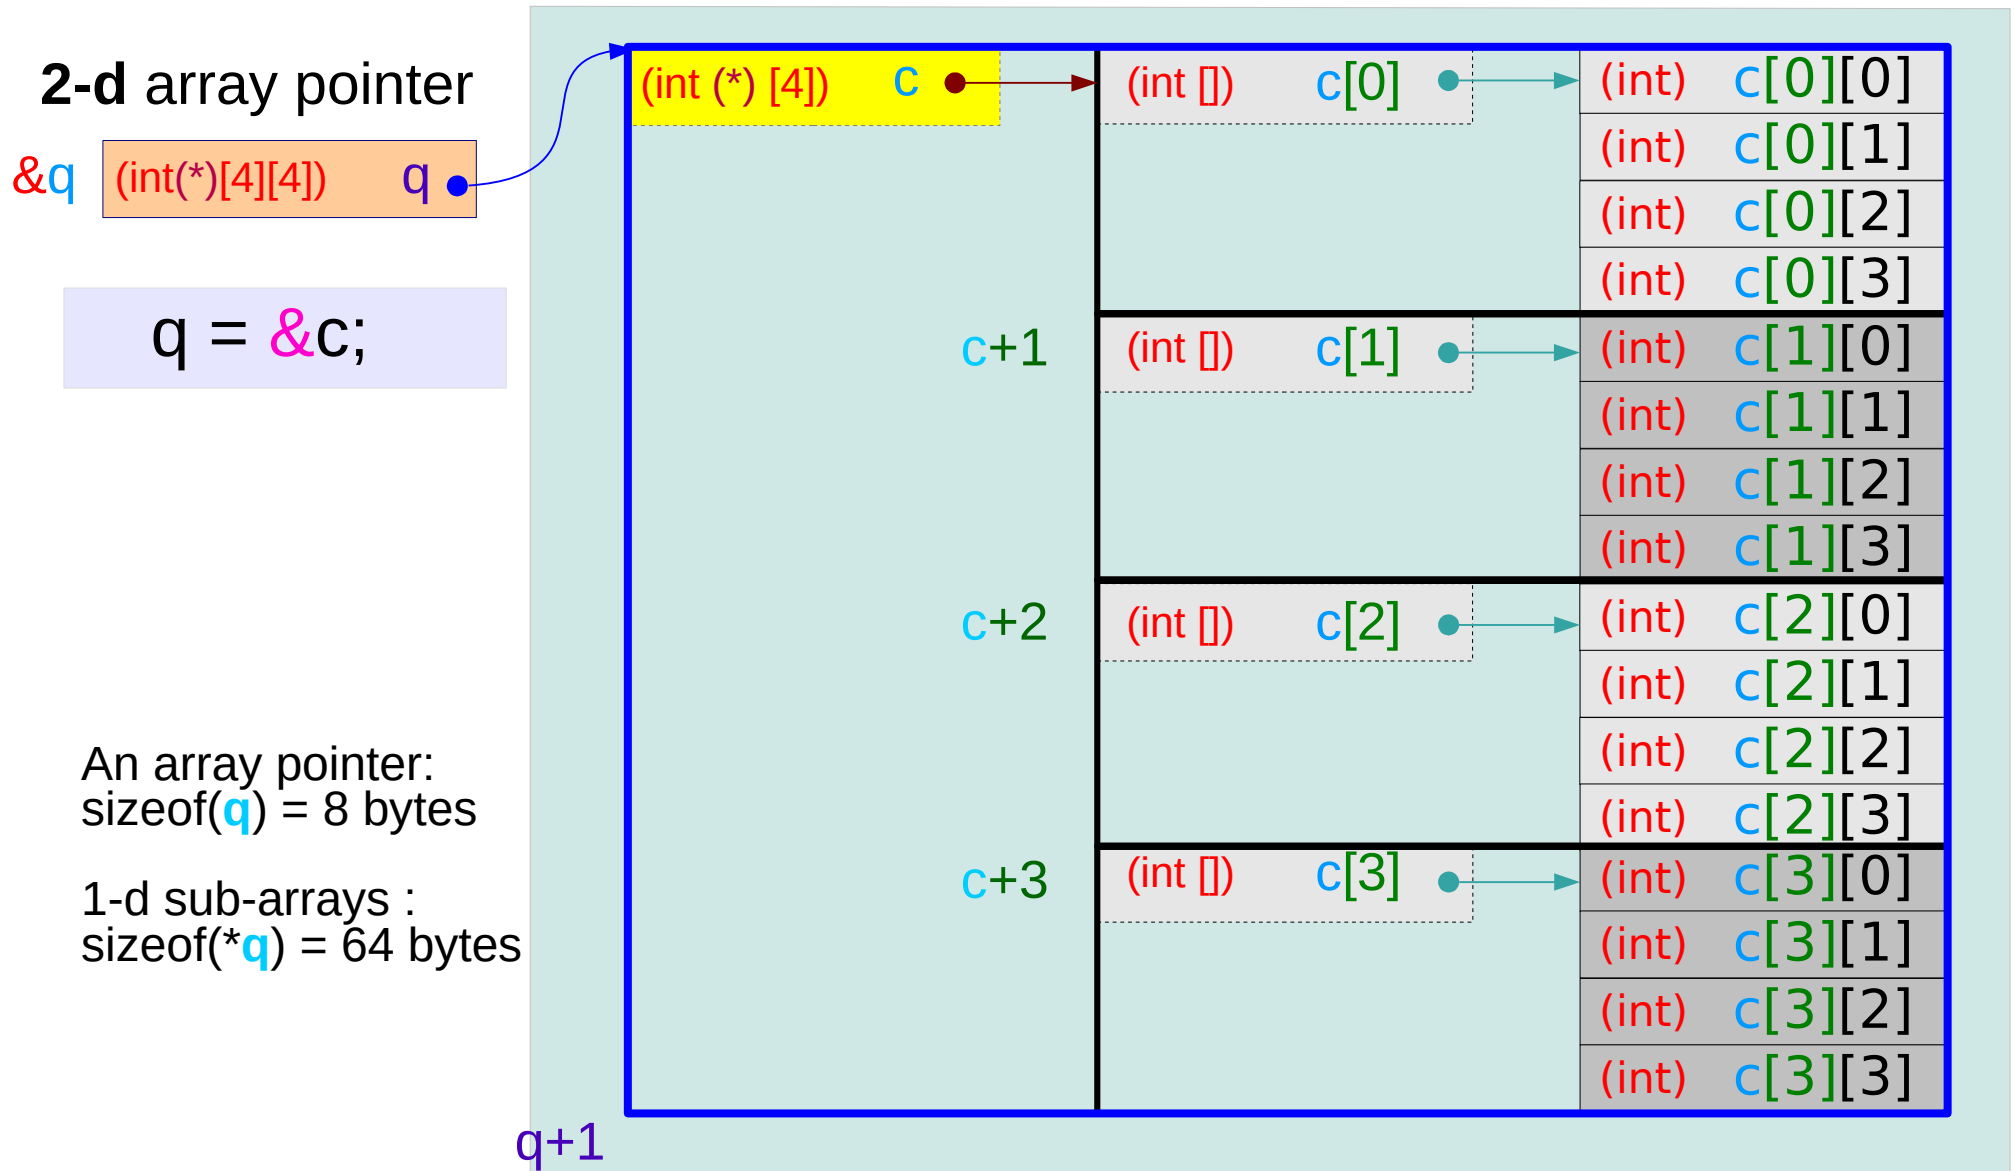 2-d array pointer
&q (int(*)[4][4]) q
q = &c;
An array pointer:
sizeof(q) = 8 bytes
1-d sub-arrays :
sizeof(*q) = 64 bytes
(int (*) [4]) c
c+1
c+2
c+3
q+1
(int []) c[0]
(int []) c[1]
(int []) c[2]
(int []) c[3]
(int) c[0][0]
(int) c[0][1]
(int) c[0][2]
(int) c[0][3]
(int) c[1][0]
(int) c[1][1]
(int) c[1][2]
(int) c[1][3]
(int) c[2][0]
(int) c[2][1]
(int) c[2][2]
(int) c[2][3]
(int) c[3][0]
(int) c[3][1]
(int) c[3][2]
(int) c[3][3]